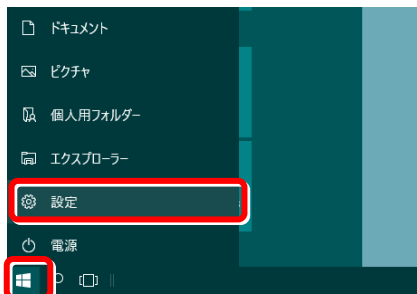 ドキュメント
ピクチャ
個人用フォルダー
エクスプローラー
設定
電源